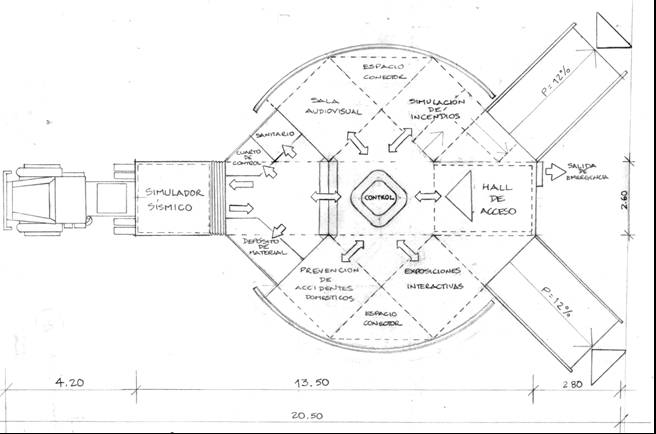 ESPACIO
CONECTOR
SALA
AUDIOVISUAL
SIMULACIÓN
DE
INCENDIOS
P=12%
SANITARIO
CUARTO
DE
CONTROL
SIMULADOR
SÍSMICO
CONTROL
HALL
DE
ACCESO
SALIDA
DE
EMERGENCIA
2.60
DEPÓSITO
DE
MATERIAL
PREVENCIÓN
DE
ACCIDENTES
DOMESTICOS
EXPOSICIONES
INTERACTIVAS
ESPACIO
CONECTOR
P=12%
4.20
13.50
2.80
20.50